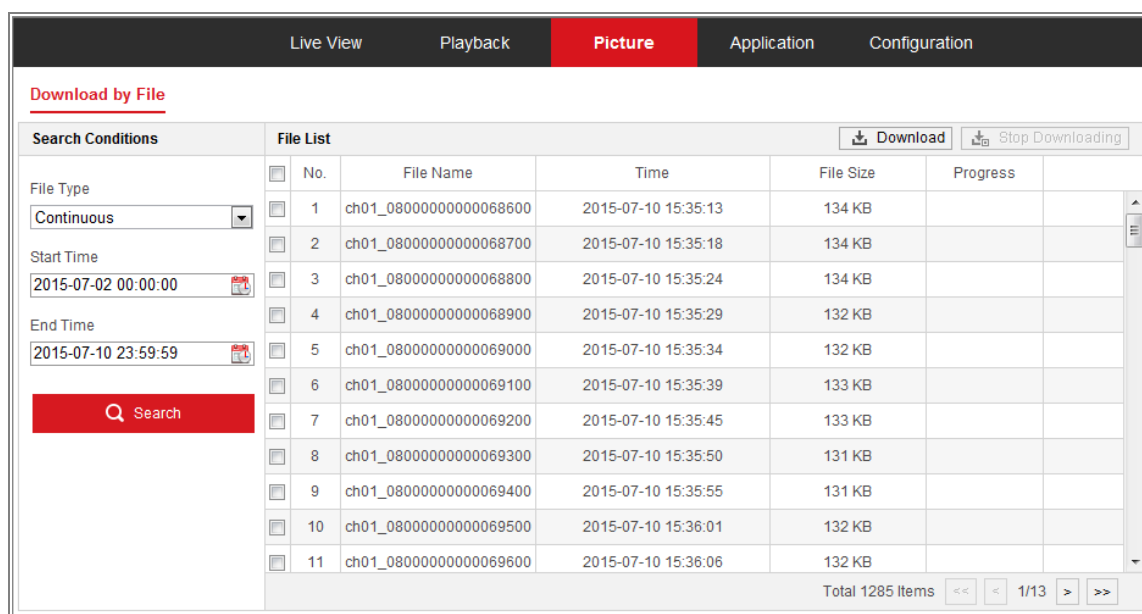 Live View Playback Picture Application Configuration
Download by File
Search Conditions
File Type
Continuous
Start Time
2015-07-02 00:00:00
End Time
2015-07-10 23:59:59
Search
File List Download Stop Downloading
No. File Name Time File Size Progress
1 ch01_08000000000068600 2015-07-10 15:35:13 134 KB
2 ch01_08000000000068700 2015-07-10 15:35:18 134 KB
3 ch01_08000000000068800 2015-07-10 15:35:24 134 KB
4 ch01_08000000000068900 2015-07-10 15:35:29 132 KB
5 ch01_08000000000069000 2015-07-10 15:35:34 132 KB
6 ch01_08000000000069100 2015-07-10 15:35:39 133 KB
7 ch01_08000000000069200 2015-07-10 15:35:45 133 KB
8 ch01_08000000000069300 2015-07-10 15:35:50 131 KB
9 ch01_08000000000069400 2015-07-10 15:35:55 131 KB
10 ch01_08000000000069500 2015-07-10 15:36:01 132 KB
11 ch01_08000000000069600 2015-07-10 15:36:06 132 KB
Total 1285 Items << < 1/13 > >>